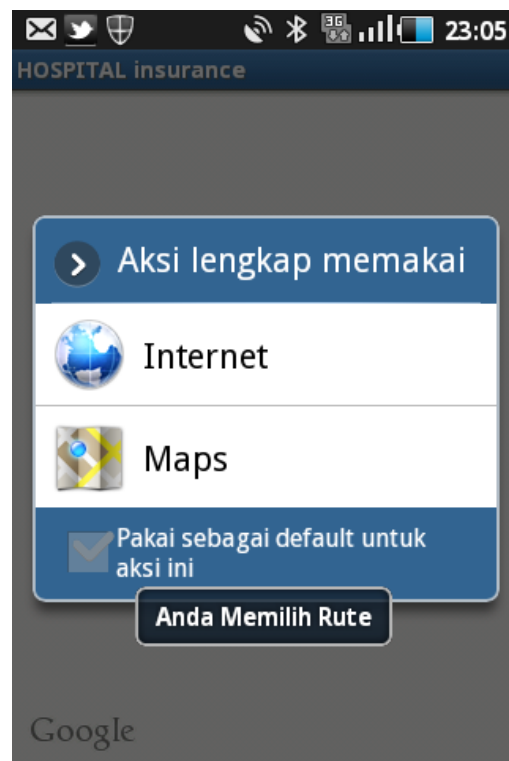 3G
23:05
HOSPITAL insurance
Aksi lengkap memakai
Internet
Maps
Pakai sebagai default untuk
aksi ini
Anda Memilih Rute
Google